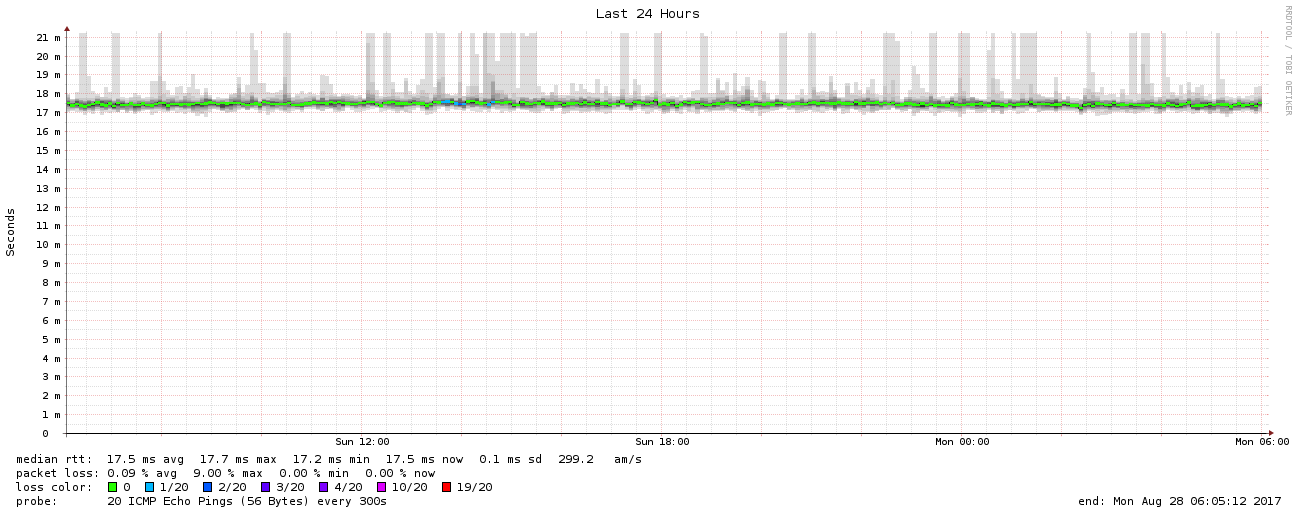 Last 24 Hours
RRDTOOL / TOBI OETIKER
Seconds
21 m
20 m
19 m
18 m
17 m
16 m
15 m
14 m
13 m
12 m
11 m
10 m
9 m
8 m
7 m
6 m
5 m
4 m
3 m
2 m
1 m
0
Sun 12:00 Sun 18:00 Mon 00:00 Mon 06:00
median rtt: 17.5 ms avg 17.7 ms max 17.2 ms min 17.5 ms now 0.1 ms sd 299.2 am/s
packet loss: 0.09 % avg 9.00 % max 0.00 % min 0.00 % now
loss color: 0 1/20 2/20 3/20 4/20 10/20 19/20
probe: 20 ICMP Echo Pings (56 Bytes) every 300s end: Mon Aug 28 06:05:12 2017